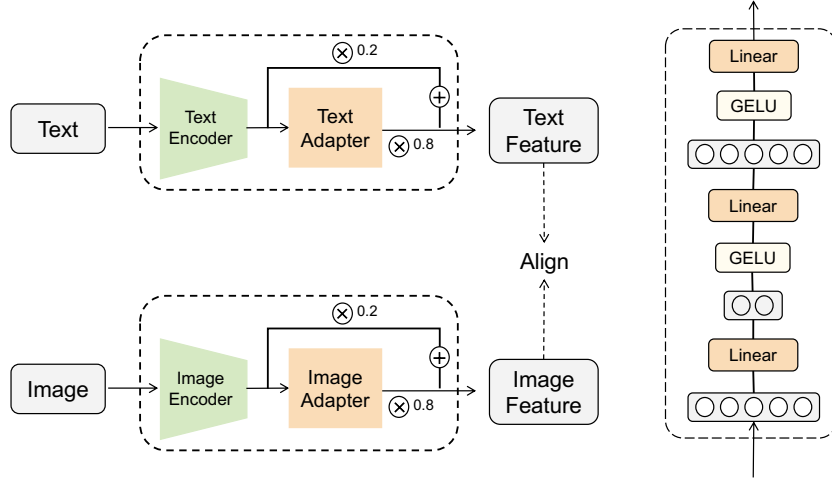 0.2
Text
Text
Encoder
Text
Adapter
0.8
Text
Feature
Align
0.2
Image
Image
Encoder
Image
Adapter
0.8
Image
Feature
Linear
GELU
Linear
GELU
Linear